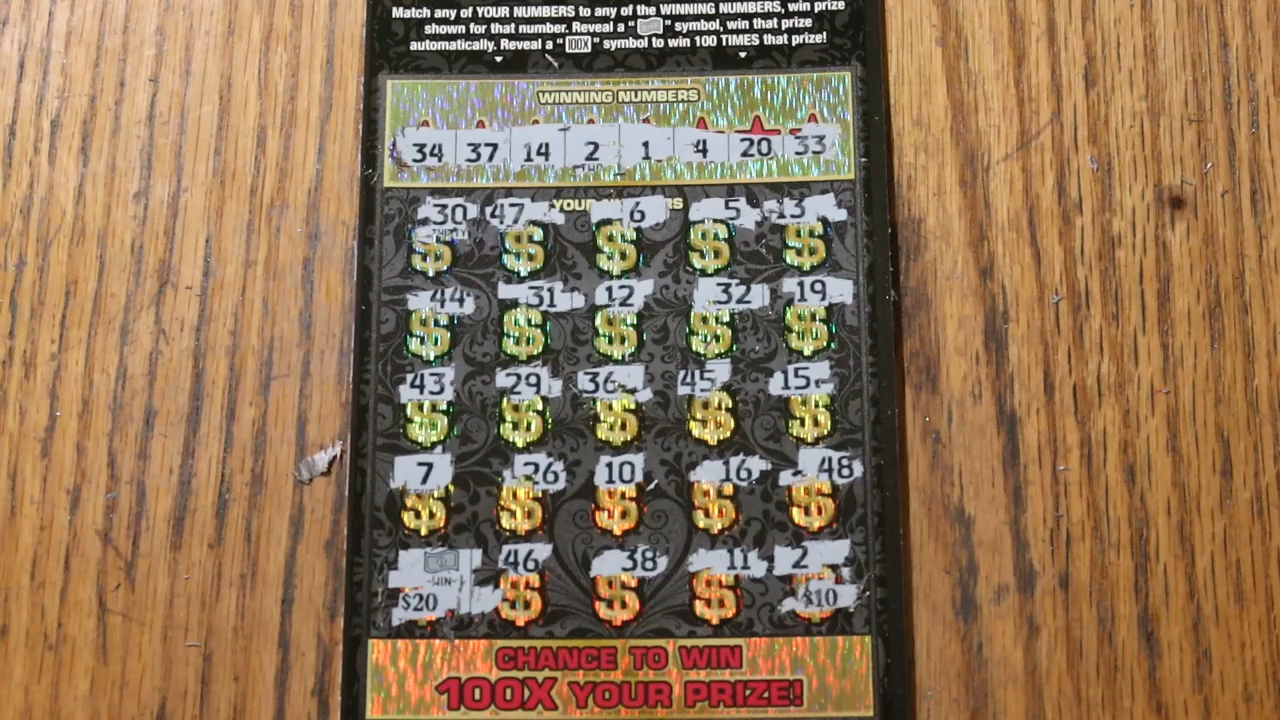 Match any of YOUR NUMBERS to any of the WINNING NUMBERS, win prize
shown for that number. Reveal a " " symbol, win that prize
automatically. Reveal a "100X" symbol to win 100 TIMES that prize!
WINNING NUMBERS
34 37 14 2 1 4 20 33
YOUR
30 47 6 5 13
THIRTY
$ $ $ $ $
44 31 12 32 19
$ $ $ $ $
43 29 36 45 15
$ $ $ $ $
7 26 10 16 48
$ $ $ $ $
46 38 11 2
WIN
$20 $ $ $ $10
CHANCE TO WIN
100X YOUR PRIZE!